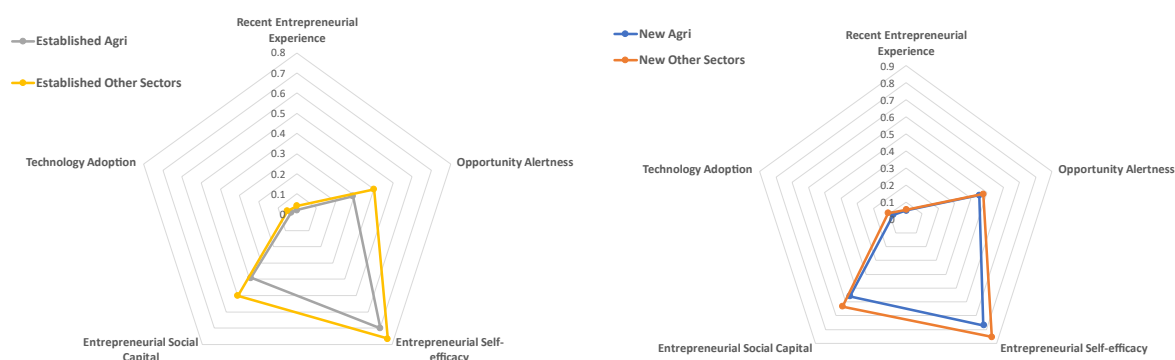 Recent Entrepreneurial
Experience
Established Agri
Established Other Sectors
0.8
0.7
0.6
0.5
0.4
0.3
0.2
0.1
0
Technology Adoption
Opportunity Alertness
Entrepreneurial Social
Capital
Entrepreneurial Self-
efficacy
New Agri
New Other Sectors
Recent Entrepreneurial
Experience
0.9
0.8
0.7
0.6
0.5
0.4
0.3
0.2
0.1
0
Technology Adoption
Opportunity Alertness
Entrepreneurial Social Capital
Entrepreneurial Self-efficacy